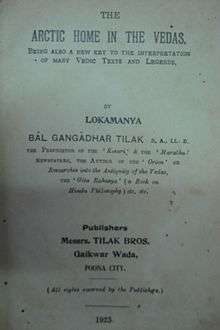 THE
ARCTIC HOME IN THE VEDAS,
BEING ALSO A NEW KEY TO THE INTERPRETATION
OF MANY VEDIC TEXTS AND LEGENDS,
BY
LOKAMANYA
BÂL GANGÂDHAR TILAK B. A., LL. B.
THE PROPRIETOR OF THE 'Kesari' & THE 'Maratha'
NEWSPAPERS, THE AUTHOR OF THE 'Orion' or
Researches into the Antiquity of the Vedas,
THE 'Gita Rahasya' (a Book on
Hindu Philosophy) etc. etc.
Publishers
Messrs. TILAK BROS.
Gaikwar Wada,
POONA CITY.
(All rights reserved by the Publishers.)
1925.